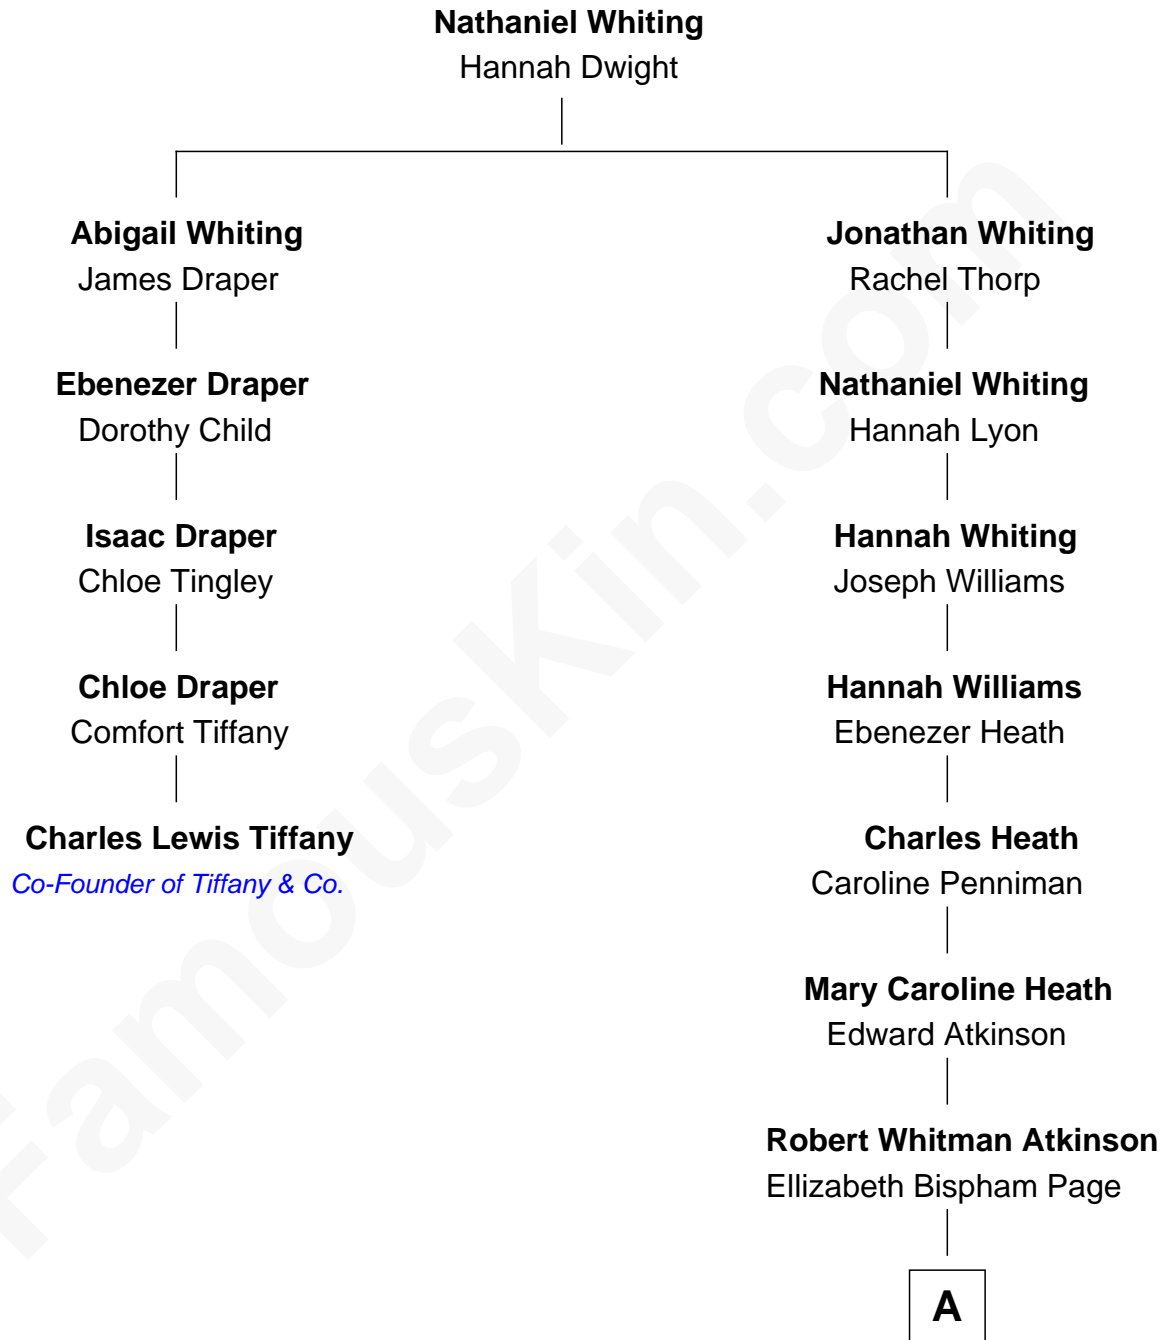 Nathaniel Whiting
Hannah Dwight
Abigail Whiting
James Draper
Jonathan Whiting
Rachel Thorp
Ebenezer Draper
Dorothy Child
Nathaniel Whiting
Hannah Lyon
Isaac Draper
Chloe Tingley
Hannah Whiting
Joseph Williams
Chloe Draper
Comfort Tiffany
Hannah Williams
Ebenezer Heath
Charles Lewis Tiffany
Co-Founder of Tiffany & Co.
Charles Heath
Caroline Penniman
Mary Caroline Heath
Edward Atkinson
Robert Whitman Atkinson
Ellizabeth Bispham Page
A
FamousKin.com